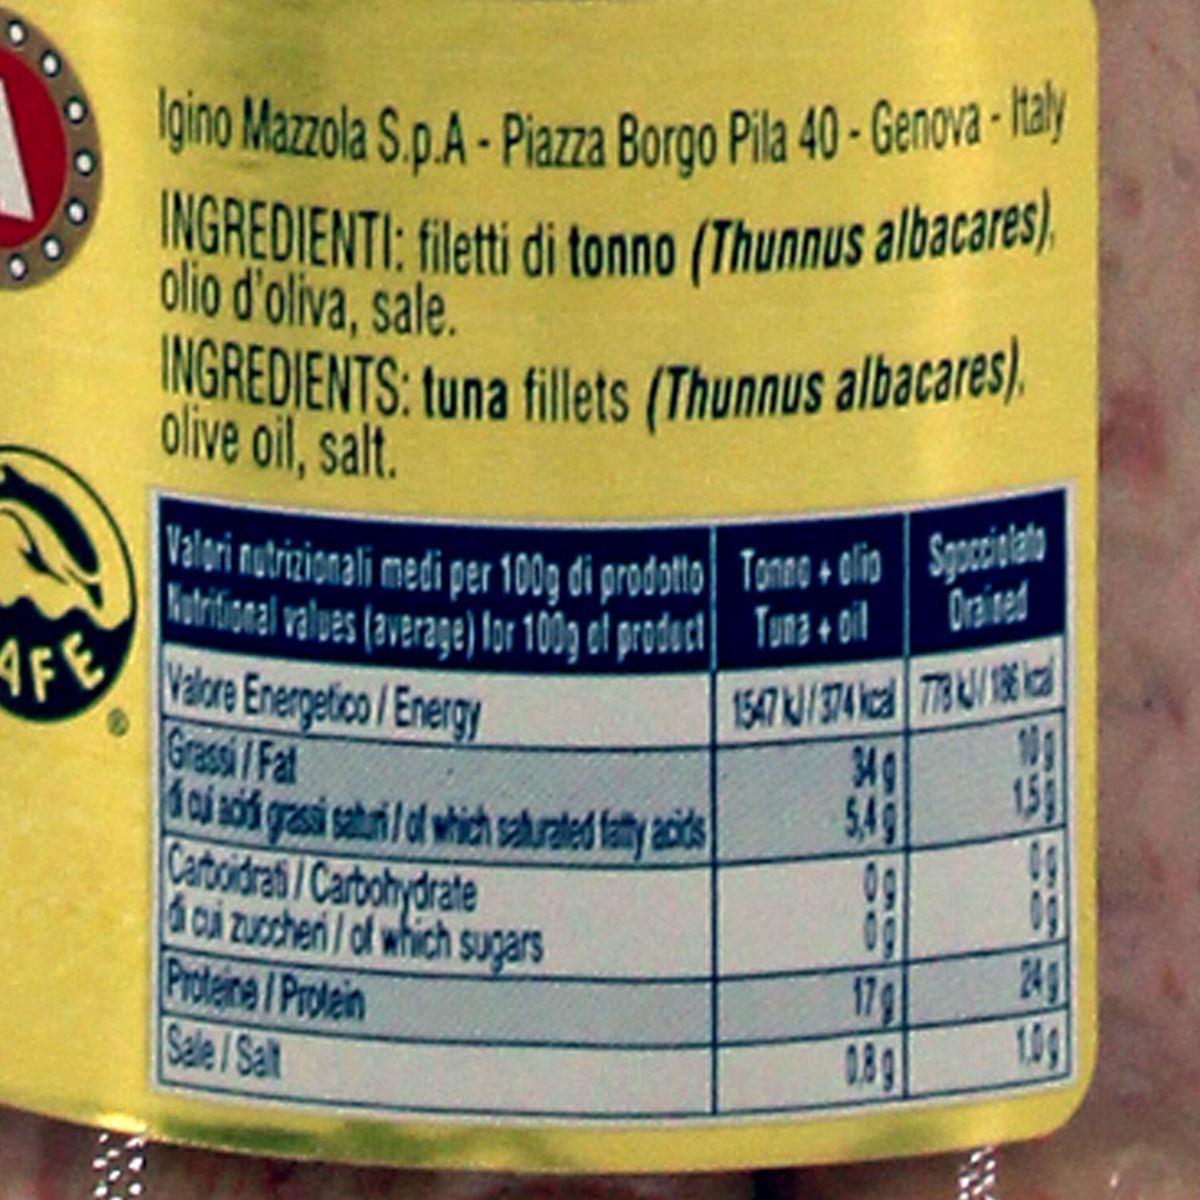 A
Igino Mazzola S.p.A - Piazza Borgo Pila 40 - Genova - Italy
INGREDIENTI: filetti di tonno (Thunnus albacares),
olio d'oliva, sale.
INGREDIENTS: tuna fillets (Thunnus albacares),
olive oil, salt.
AFE
®
Valori nutrizionali medi per 100g di prodotto
Nutritional values (average) for 100g of product
Tonno + olio
Tuna + oil
Sgocciolato
Drained
Valore Energetico / Energy 1547 kJ / 374 kcal 778 kJ / 186 kcal
Grassi / Fat 34 g 10 g
di cui acidi grassi saturi / of which saturated fatty acids 5,4 g 1,5 g
Carboidrati / Carbohydrate 0 g 0 g
di cui zuccheri / of which sugars 0 g 0 g
Proteine / Protein 17 g 24 g
Sale / Salt 0,8 g 1,0 g